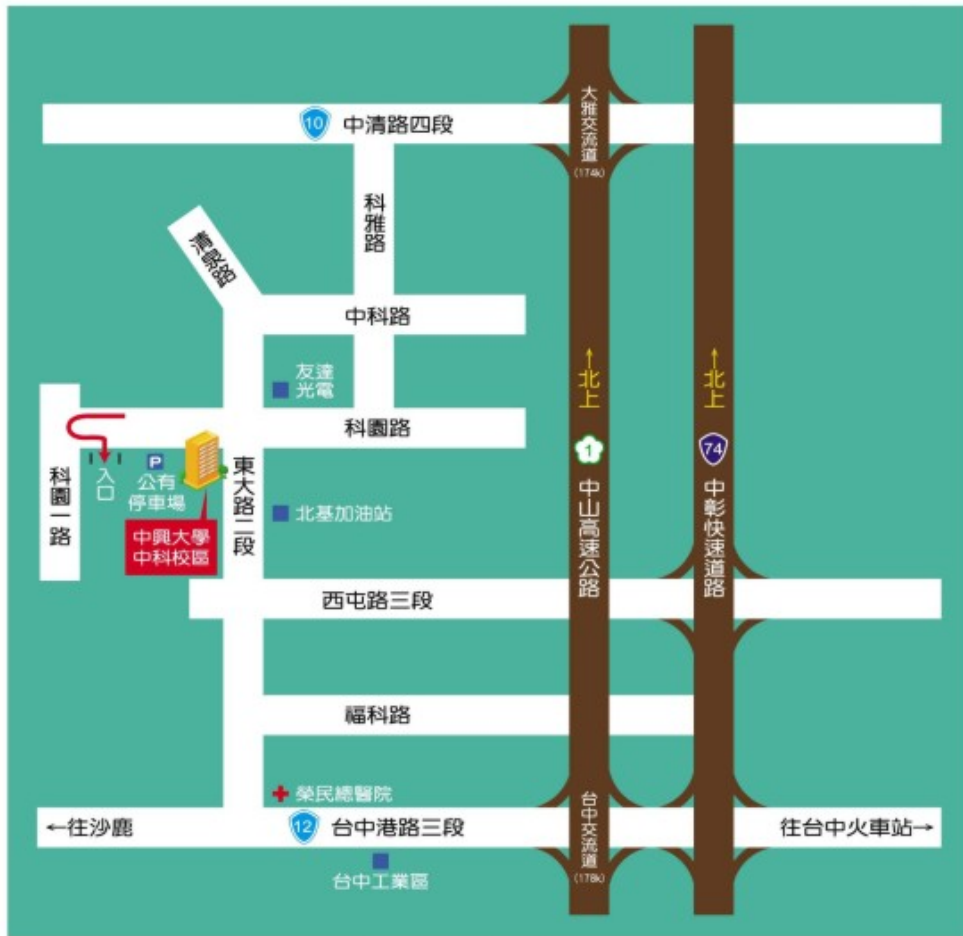 大雅交流道
(174k)
10
中清路四段
科雅路
清泉路
中科路
←北上
←北上
友達
光電
科園路
1
74
中山高速公路
中彰快速道路
科園一路
入口
P
公有
停車場
東大路二段
北基加油站
中興大學
中科校區
西屯路三段
福科路
榮民總醫院
←往沙鹿
12
台中港路三段
台中交流道
(178k)
往台中火車站→
台中工業區